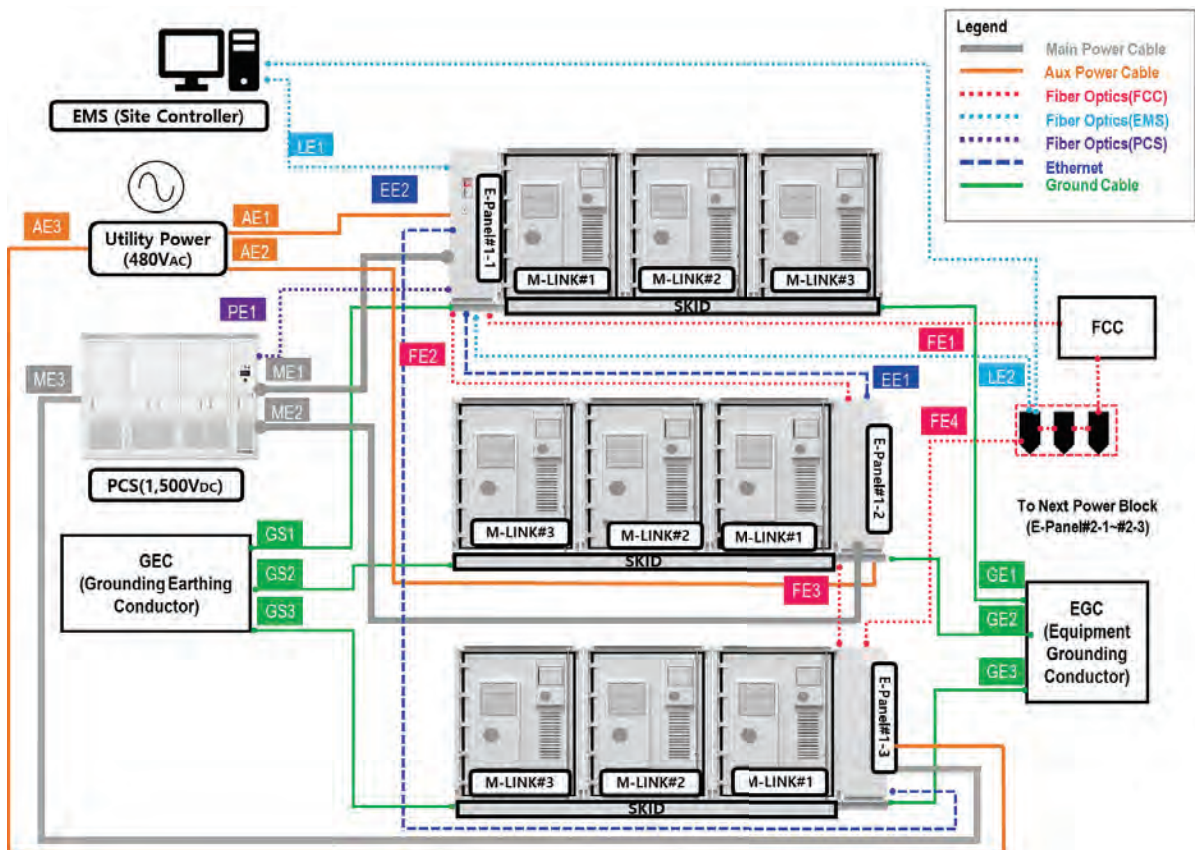 Legend
Main Power Cable
Aux Power Cable
Fiber Optics(FCC)
Fiber Optics(EMS)
Fiber Optics(PCS)
Ethernet
Ground Cable
EMS (Site Controller)
LE1
EE2
AE3
AE1
Utility Power
(480VAC)
AE2
E-Panel#1-1
M-LINK#1
M-LINK#2
M-LINK#3
SKID
PE1
FE2
FE1
FCC
ME3
ME1
EE1
LE2
ME2
FE4
PCS(1,500VDC)
E-Panel#1-2
M-LINK#3
M-LINK#2
M-LINK#1
SKID
To Next Power Block
(E-Panel#2-1~#2-3)
GS1
GEC
(Grounding Earthing
Conductor)
GS2
GS3
FE3
GE1
GE2
GE3
EGC
(Equipment
Grounding
Conductor)
E-Panel#1-3
M-LINK#3
M-LINK#2
M-LINK#1
SKID